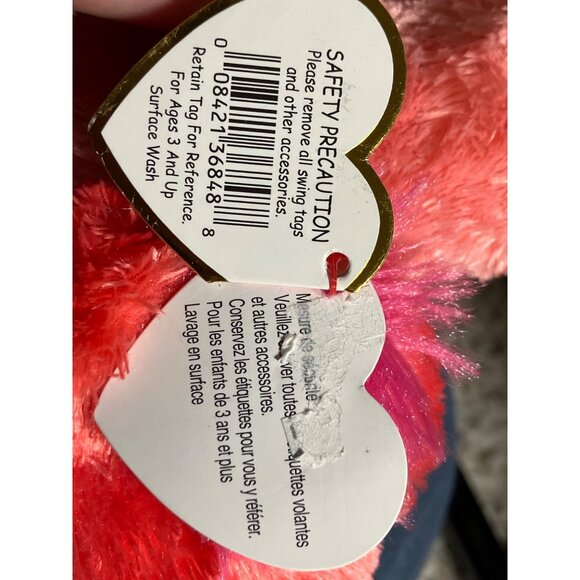 SAFETY PRECAUTION
Please remove all swing tags
and other accessories.
0 08421 36848 8
Retain Tag For Reference.
For Ages 3 And Up
Surface Wash
Mesure de
Veuillez toutes volantes
et autres accessoires.
Conservez les étiquettes pour vous y référer.
Pour les enfants de 3 ans et plus
Lavage en surface